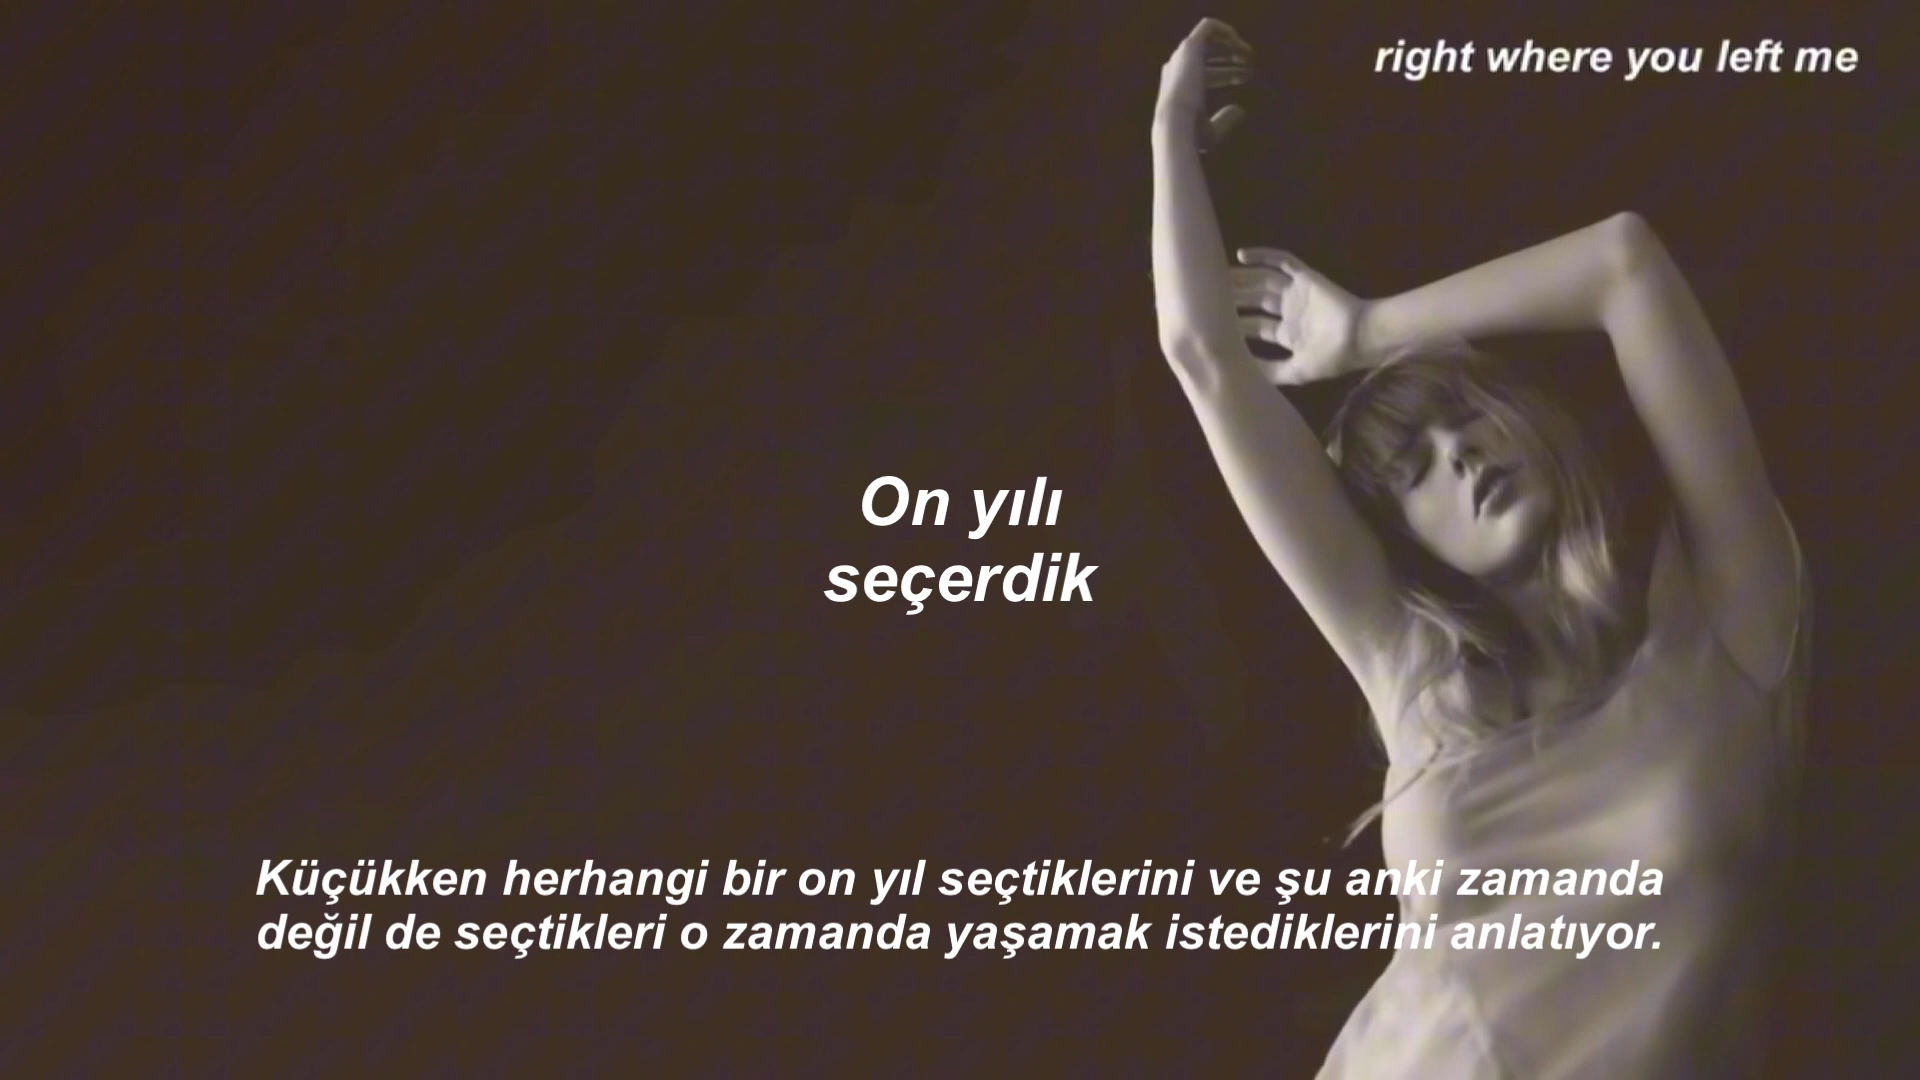 right where you left me
On yılı
seçerdik
Küçükken herhangi bir on yıl seçtiklerini ve şu anki zamanda
değil de seçtikleri o zamanda yaşamak istediklerini anlatıyor.